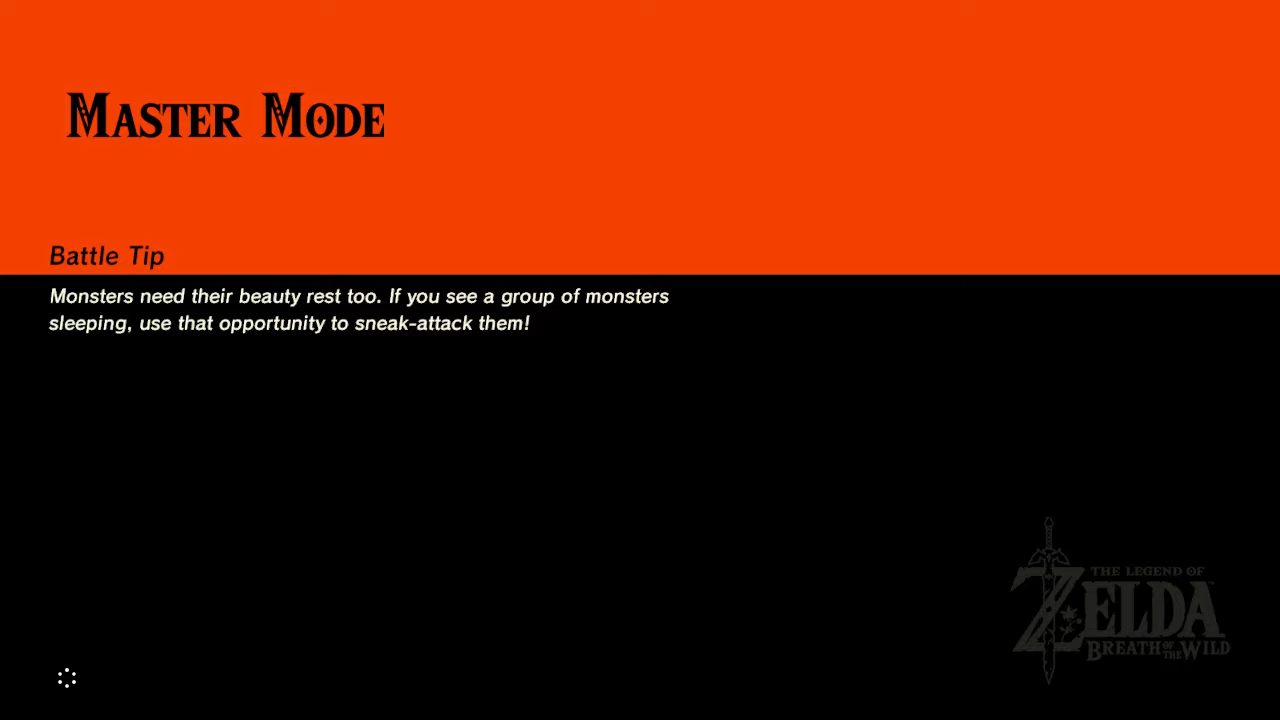 Master Mode
Battle Tip
Monsters need their beauty rest too. If you see a group of monsters
sleeping, use that opportunity to sneak-attack them!
THE LEGEND OF
ZELDA
BREATH OF THE WILD